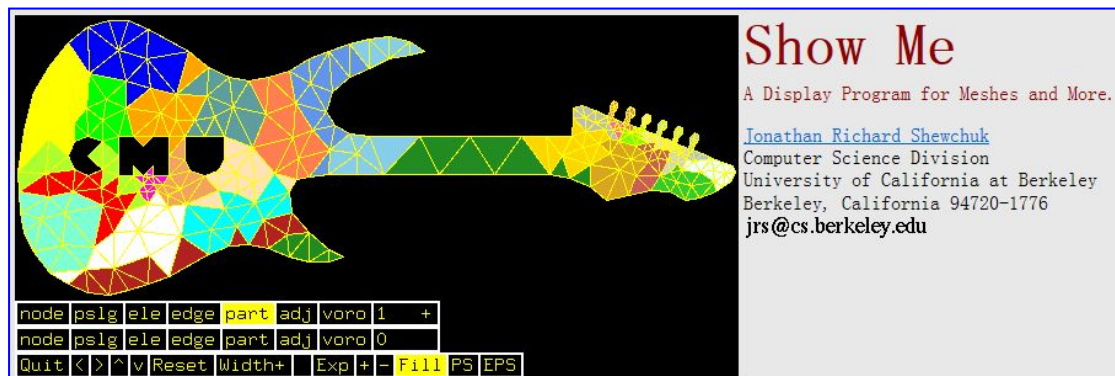 CMU
Show Me
A Display Program for Meshes and More.
Jonathan Richard Shewchuk
Computer Science Division
University of California at Berkeley
Berkeley, California 94720-1776
jrs@cs.berkeley.edu
node pslg ele edge part adj voro 1 +
node pslg ele edge part adj voro 0
Quit < > ^ v Reset Width+ Exp + - Fill PS EPS